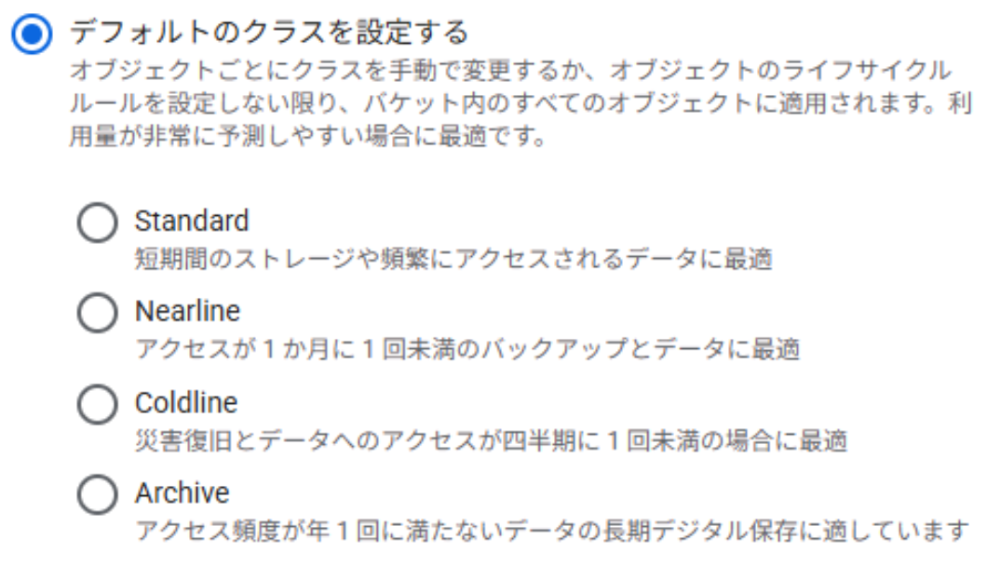 デフォルトのクラスを設定する
オブジェクトごとにクラスを手動で変更するか、オブジェクトのライフサイクル
ルールを設定しない限り、バケット内のすべてのオブジェクトに適用されます。利
用量が非常に予測しやすい場合に最適です。
Standard
短期間のストレージや頻繁にアクセスされるデータに最適
Nearline
アクセスが 1 か月に 1 回未満のバックアップとデータに最適
Coldline
災害復旧とデータへのアクセスが四半期に 1 回未満の場合に最適
Archive
アクセス頻度が年 1 回に満たないデータの長期デジタル保存に適しています